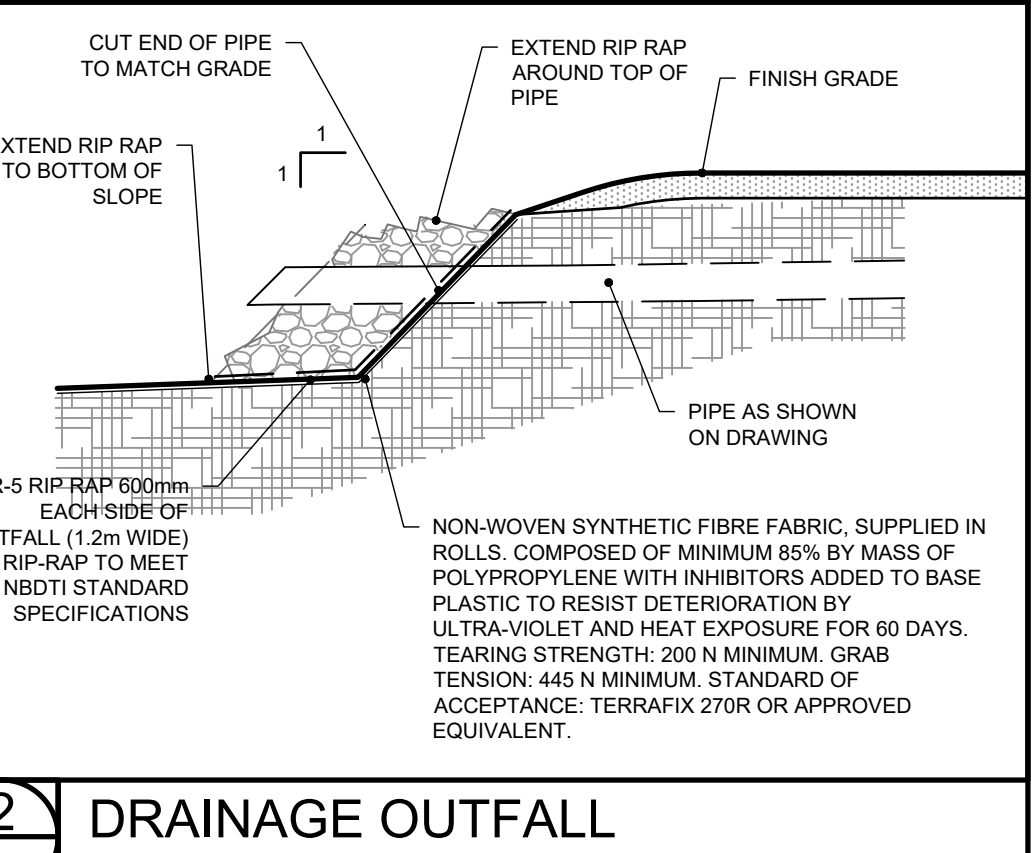 CUT END OF PIPE
TO MATCH GRADE
EXTEND RIP RAP
AROUND TOP OF
PIPE
FINISH GRADE
XTEND RIP RAP
TO BOTTOM OF
SLOPE
1
1
PIPE AS SHOWN
ON DRAWING
R-5 RIP RAP 600mm
EACH SIDE OF
TFALL (1.2m WIDE)
RIP-RAP TO MEET
NBDTI STANDARD
SPECIFICATIONS
NON-WOVEN SYNTHETIC FIBRE FABRIC, SUPPLIED IN
ROLLS. COMPOSED OF MINIMUM 85% BY MASS OF
POLYPROPYLENE WITH INHIBITORS ADDED TO BASE
PLASTIC TO RESIST DETERIORATION BY
ULTRA-VIOLET AND HEAT EXPOSURE FOR 60 DAYS.
TEARING STRENGTH: 200 N MINIMUM. GRAB
TENSION: 445 N MINIMUM. STANDARD OF
ACCEPTANCE: TERRAFIX 270R OR APPROVED
EQUIVALENT.
2
DRAINAGE OUTFALL